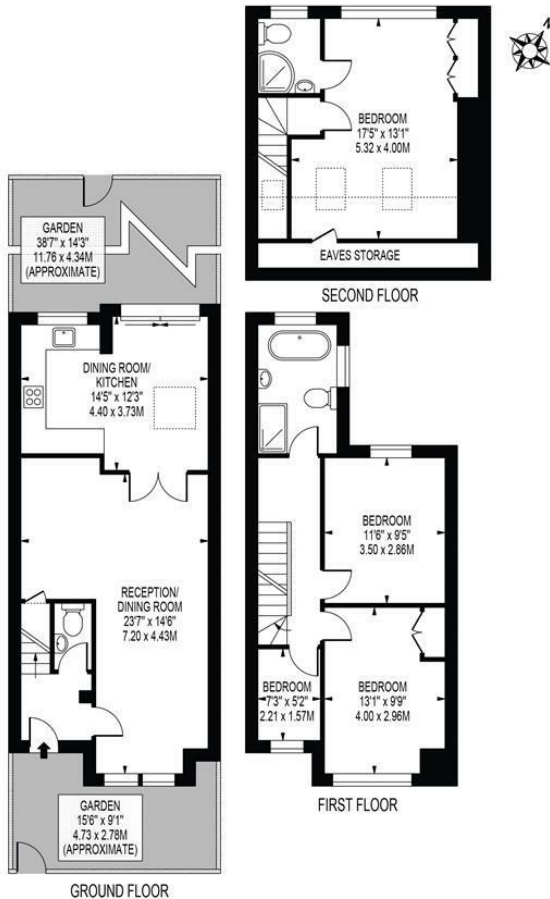 N
BEDROOM
17'5" x 13'1"
5.32 x 4.00M
EAVES STORAGE
SECOND FLOOR
GARDEN
38'7" x 14'3"
11.76 x 4.34M
(APPROXIMATE)
DINING ROOM/
KITCHEN
14'5" x 12'3"
4.40 x 3.73M
RECEPTION/
DINING ROOM
23'7" x 14'6"
7.20 x 4.43M
GARDEN
15'6" x 9'1"
4.73 x 2.78M
(APPROXIMATE)
GROUND FLOOR
BEDROOM
11'6" x 9'5"
3.50 x 2.86M
BEDROOM
7'3" x 5'2"
2.21 x 1.57M
BEDROOM
13'1" x 9'9"
4.00 x 2.96M
FIRST FLOOR